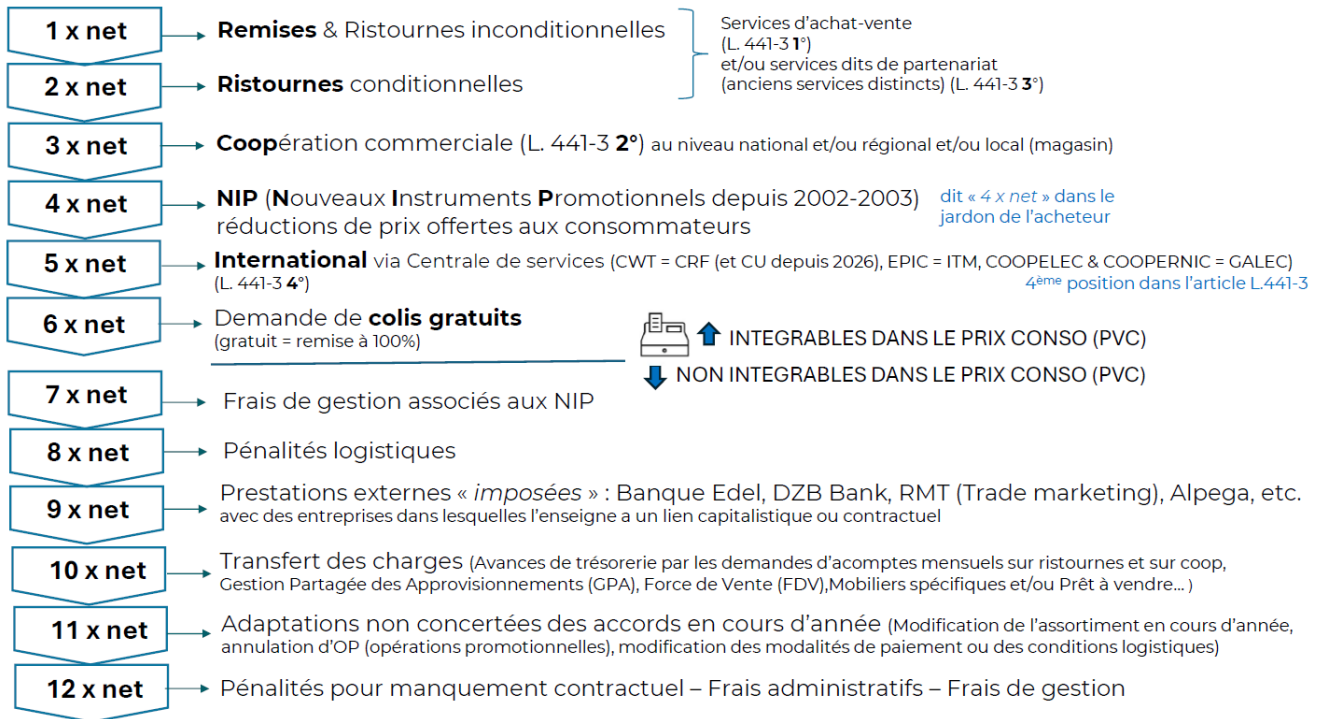 1 x net
Remises & Ristournes inconditionnelles
Services d'achat-vente
(L. 441-3 1°)
et/ou services dits de partenariat
(anciens services distincts) (L. 441-3 3°)
2 x net
Ristournes conditionnelles
3 x net
Coopération commerciale (L. 441-3 2°) au niveau national et/ou régional et/ou local (magasin)
4 x net
NIP (Nouveaux Instruments Promotionnels depuis 2002-2003)
réductions de prix offertes aux consommateurs
dit « 4 x net » dans le
jardon de l'acheteur
5 x net
International via Centrale de services (CWT = CRF (et CU depuis 2026), EPIC = ITM, COOPELEC & COOPERNIC = GALEC)
(L. 441-3 4°)
4ème position dans l'article L.441-3
6 x net
Demande de colis gratuits
(gratuit = remise à 100%)
INTEGRABLES DANS LE PRIX CONSO (PVC)
NON INTEGRABLES DANS LE PRIX CONSO (PVC)
7 x net
Frais de gestion associés aux NIP
8 x net
Pénalités logistiques
9 x net
Prestations externes « imposées » : Banque Edel, DZB Bank, RMT (Trade marketing), Alpega, etc.
avec des entreprises dans lesquelles l'enseigne a un lien capitalistique ou contractuel
10 x net
Transfert des charges (Avances de trésorerie par les demandes d'acomptes mensuels sur ristournes et sur coop,
Gestion Partagée des Approvisionnements (GPA), Force de Vente (FDV),Mobiliers spécifiques et/ou Prêt à vendre... )
11 x net
Adaptations non concertées des accords en cours d'année (Modification de l'assortiment en cours d'année,
annulation d'OP (opérations promotionnelles), modification des modalités de paiement ou des conditions logistiques)
12 x net
Pénalités pour manquement contractuel – Frais administratifs – Frais de gestion